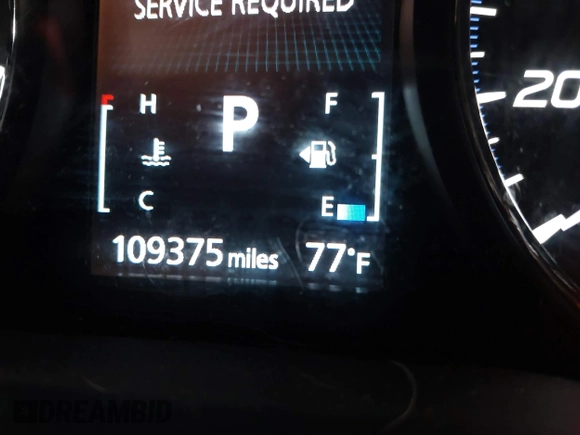 SERVICE REQUIRED
H P F
C E
109375 miles 77°F
20
DREAMBID